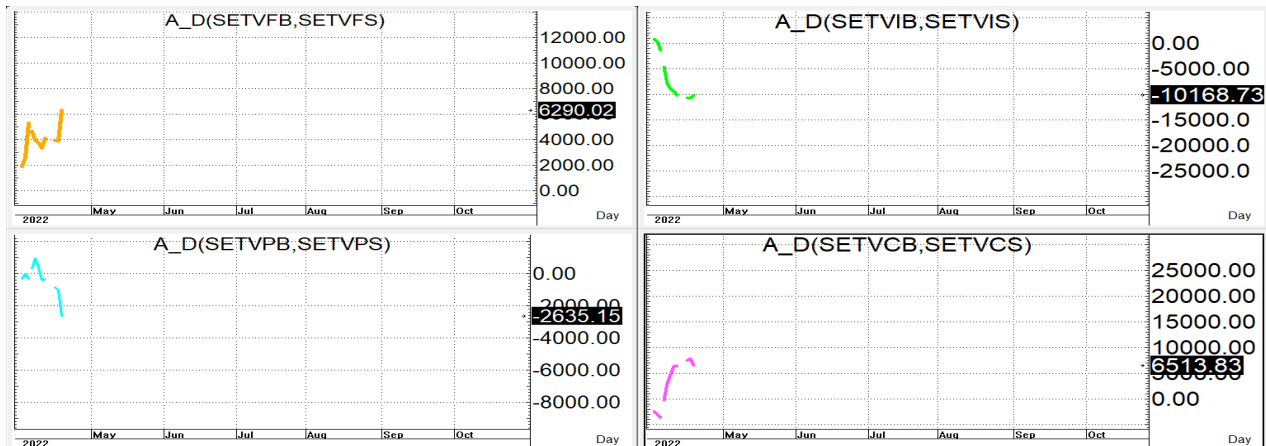 A_D(SETVFB,SETVFS)
12000.00
10000.00
8000.00
6290.02
4000.00
2000.00
0.00
May Jun Jul Aug Sep Oct
2022
Day
A_D(SETVIB,SETVIS)
0.00
-5000.00
-10168.73
-15000.0
-20000.0
-25000.0
May Jun Jul Aug Sep Oct
2022
Day
A_D(SETVPB,SETVPS)
0.00
-2000.00
-2635.15
-4000.00
-6000.00
-8000.00
May Jun Jul Aug Sep Oct
2022
Day
A_D(SETVCB,SETVCS)
25000.00
20000.00
15000.00
10000.00
6513.83
5000.00
0.00
May Jun Jul Aug Sep Oct
2022
Day